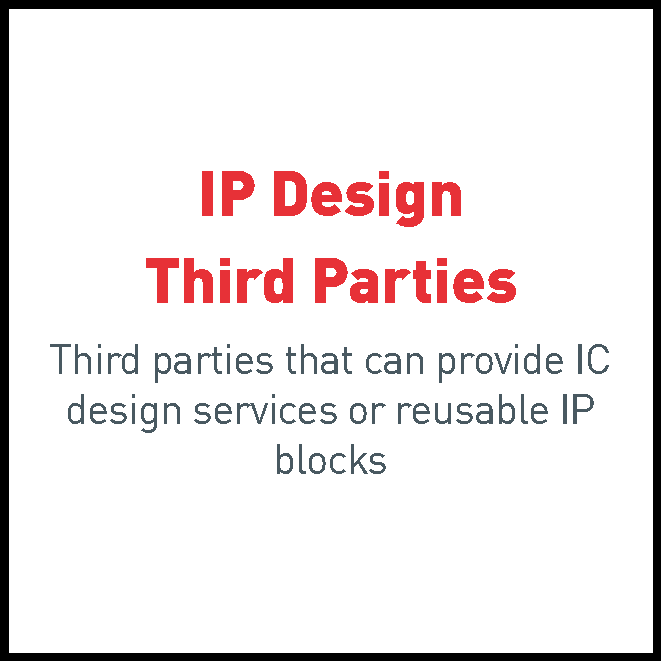 IP Design
Third Parties
Third parties that can provide IC
design services or reusable IP
blocks